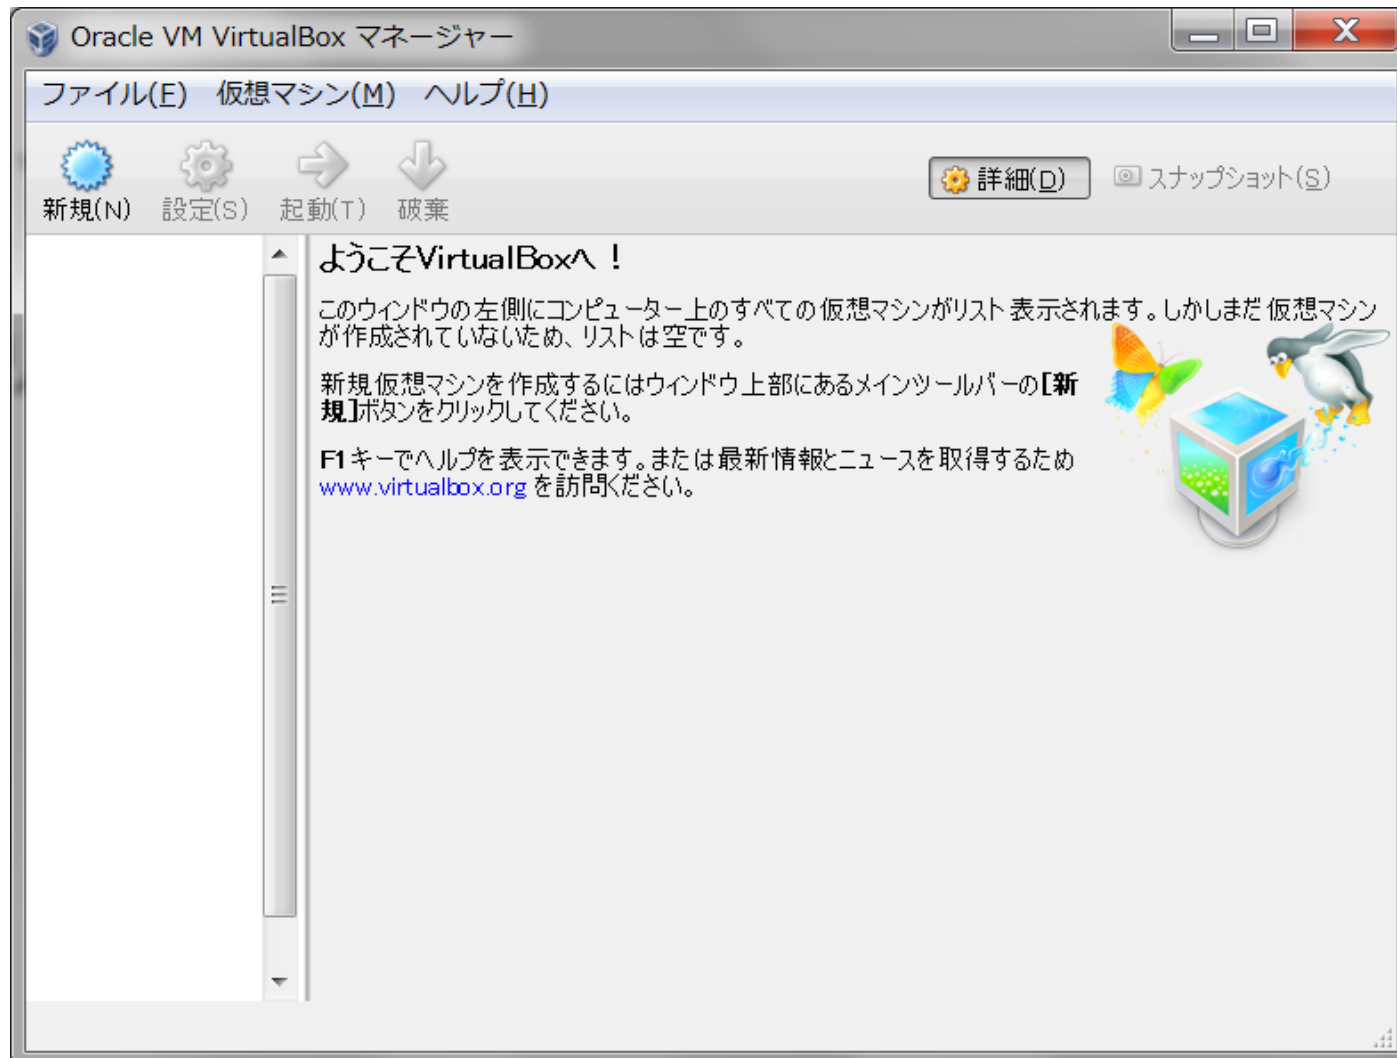 Oracle VM VirtualBox マネージャー
ファイル(F) 仮想マシン(M) ヘルプ(H)
新規(N) 設定(S) 起動(T) 破棄 詳細(D) スナップショット(S)
ようこそVirtualBoxへ！
このウィンドウの左側にコンピューター上のすべての仮想マシンがリスト表示されます。しかしまだ仮想マシン
が作成されていないため、リストは空です。
新規仮想マシンを作成するにはウィンドウ上部にあるメインツールバーの[新
規]ボタンをクリックしてください。
F1キーでヘルプを表示できます。または最新情報とニュースを取得するため
www.virtualbox.org を訪問ください。